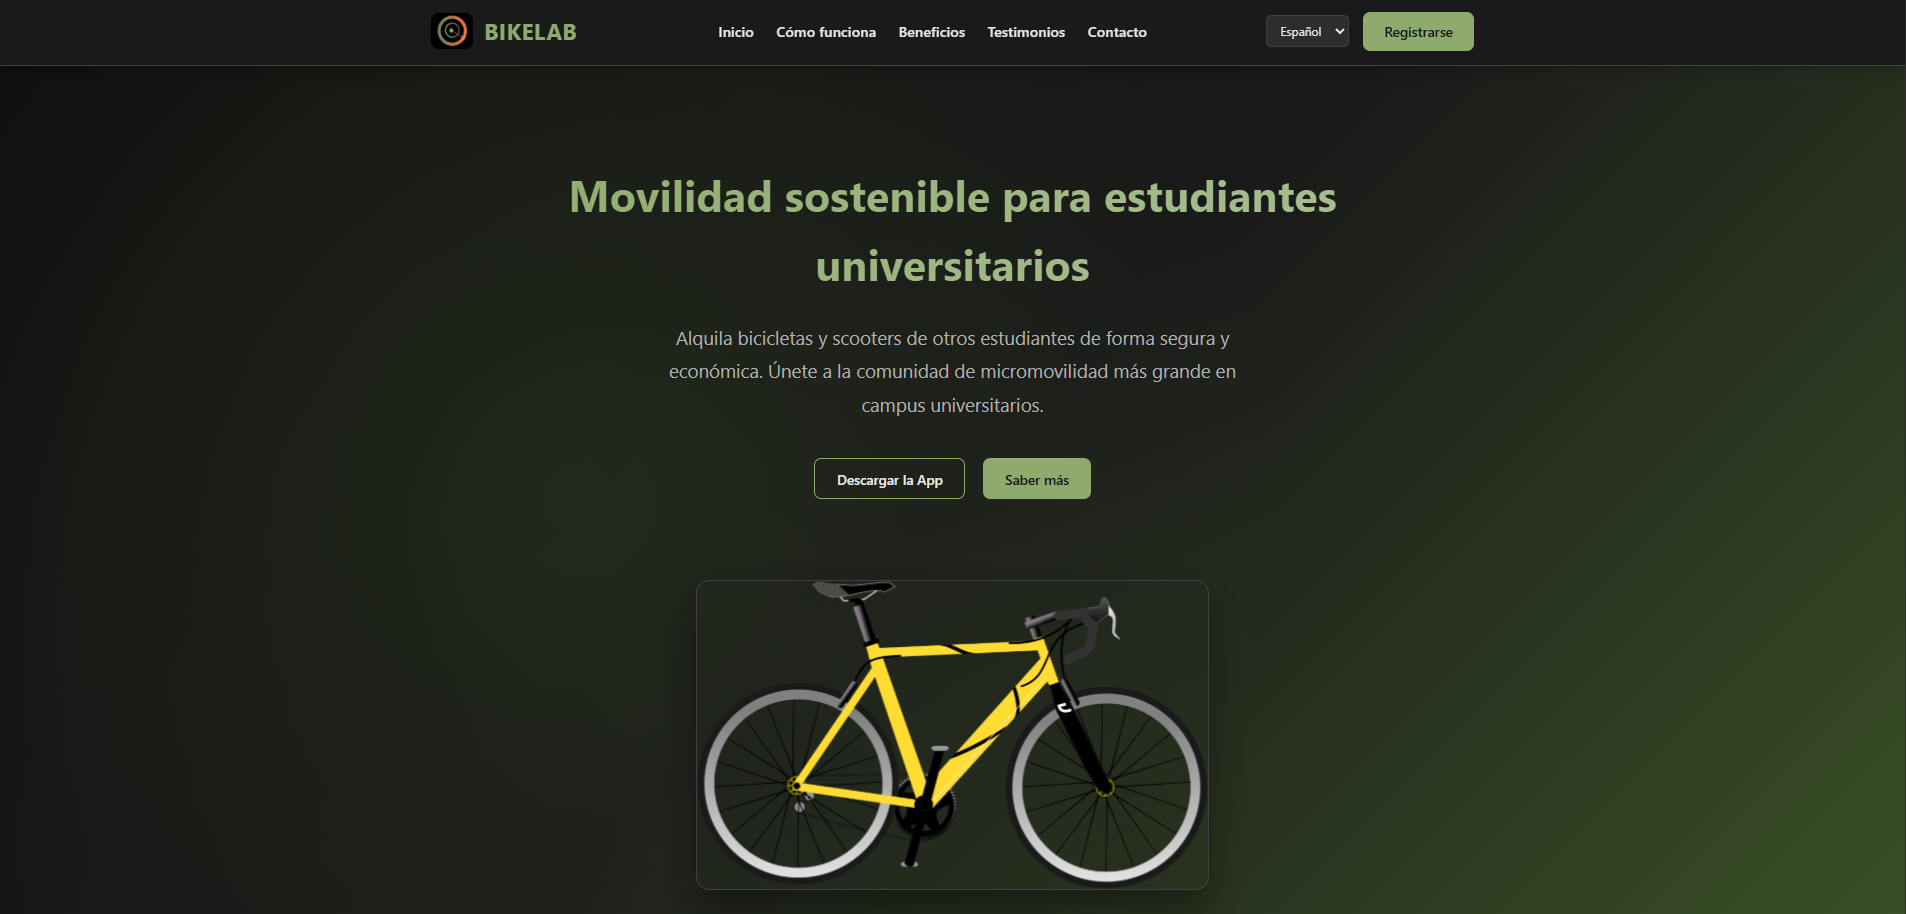 BIKELAB
Inicio
Cómo funciona
Beneficios
Testimonios
Contacto
Español
Registrarse
Movilidad sostenible para estudiantes
universitarios
Alquila bicicletas y scooters de otros estudiantes de forma segura y
económica. Únete a la comunidad de micromovilidad más grande en
campus universitarios.
Descargar la App
Saber más